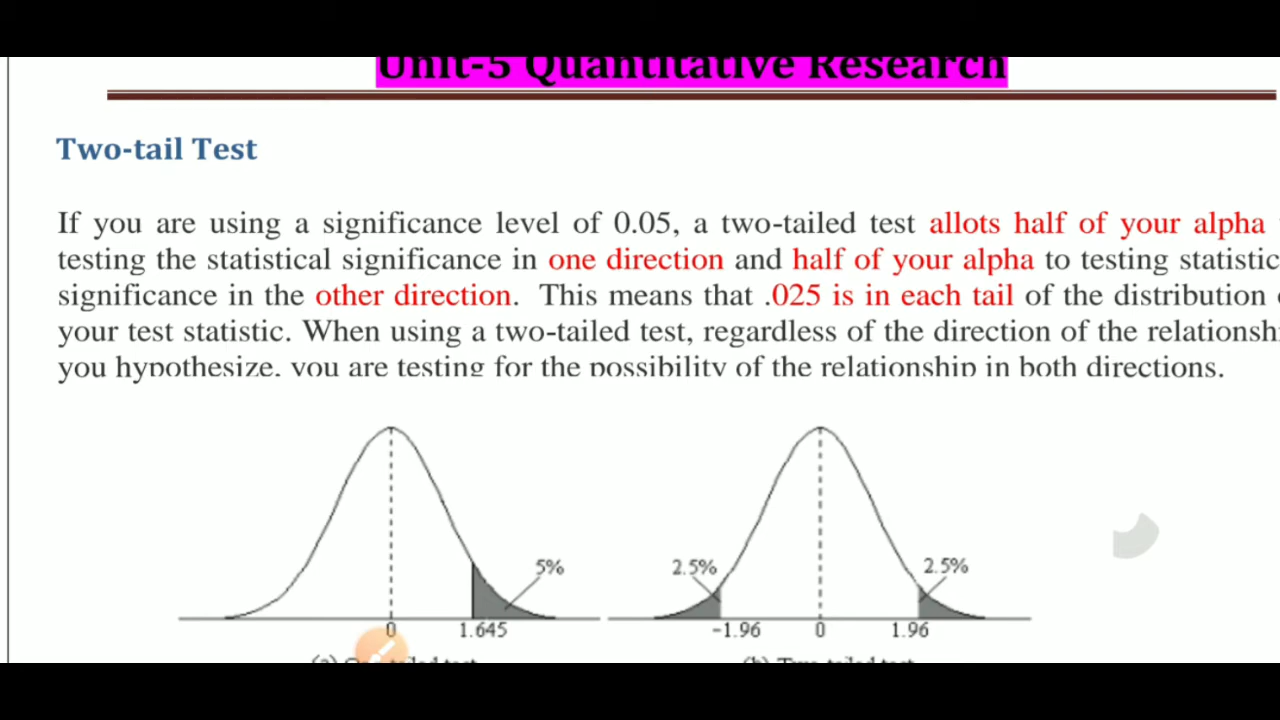 Unit-5 Quantitative Research
Two-tail Test
If you are using a significance level of 0.05, a two-tailed test allots half of your alpha
testing the statistical significance in one direction and half of your alpha to testing statistic
significance in the other direction. This means that .025 is in each tail of the distribution
your test statistic. When using a two-tailed test, regardless of the direction of the relationshi
you hypothesize, you are testing for the possibility of the relationship in both directions.
5%
2.5%
2.5%
0
1.645
−1.96
0
1.96
(b) Two-tailed test